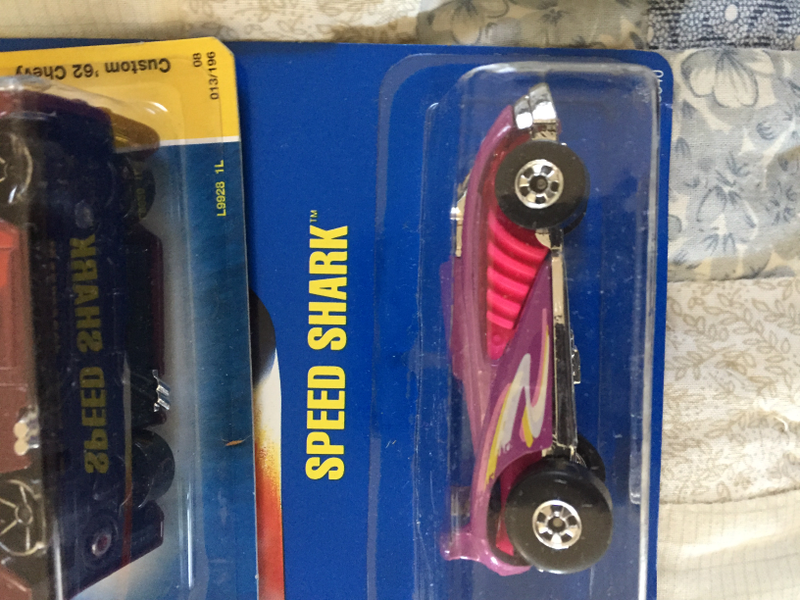 Custom '62 Chevy
08
013/196
L9928 1L
SPEED SHARK™
SPEED SHARK